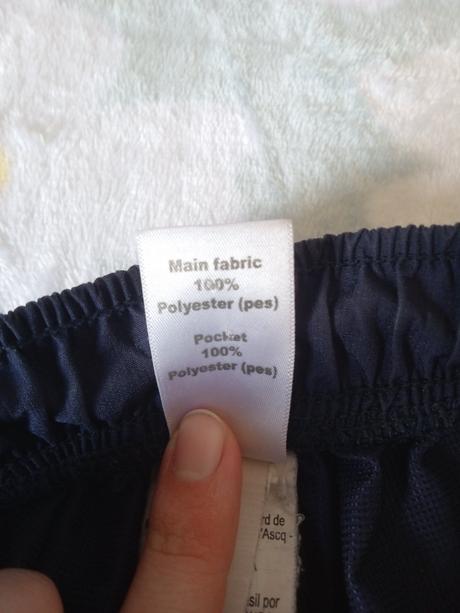 Main fabric
100%
Polyester (pes)
Pocket
100%
Polyester (pes)
rd de
'Ascq -
sil por